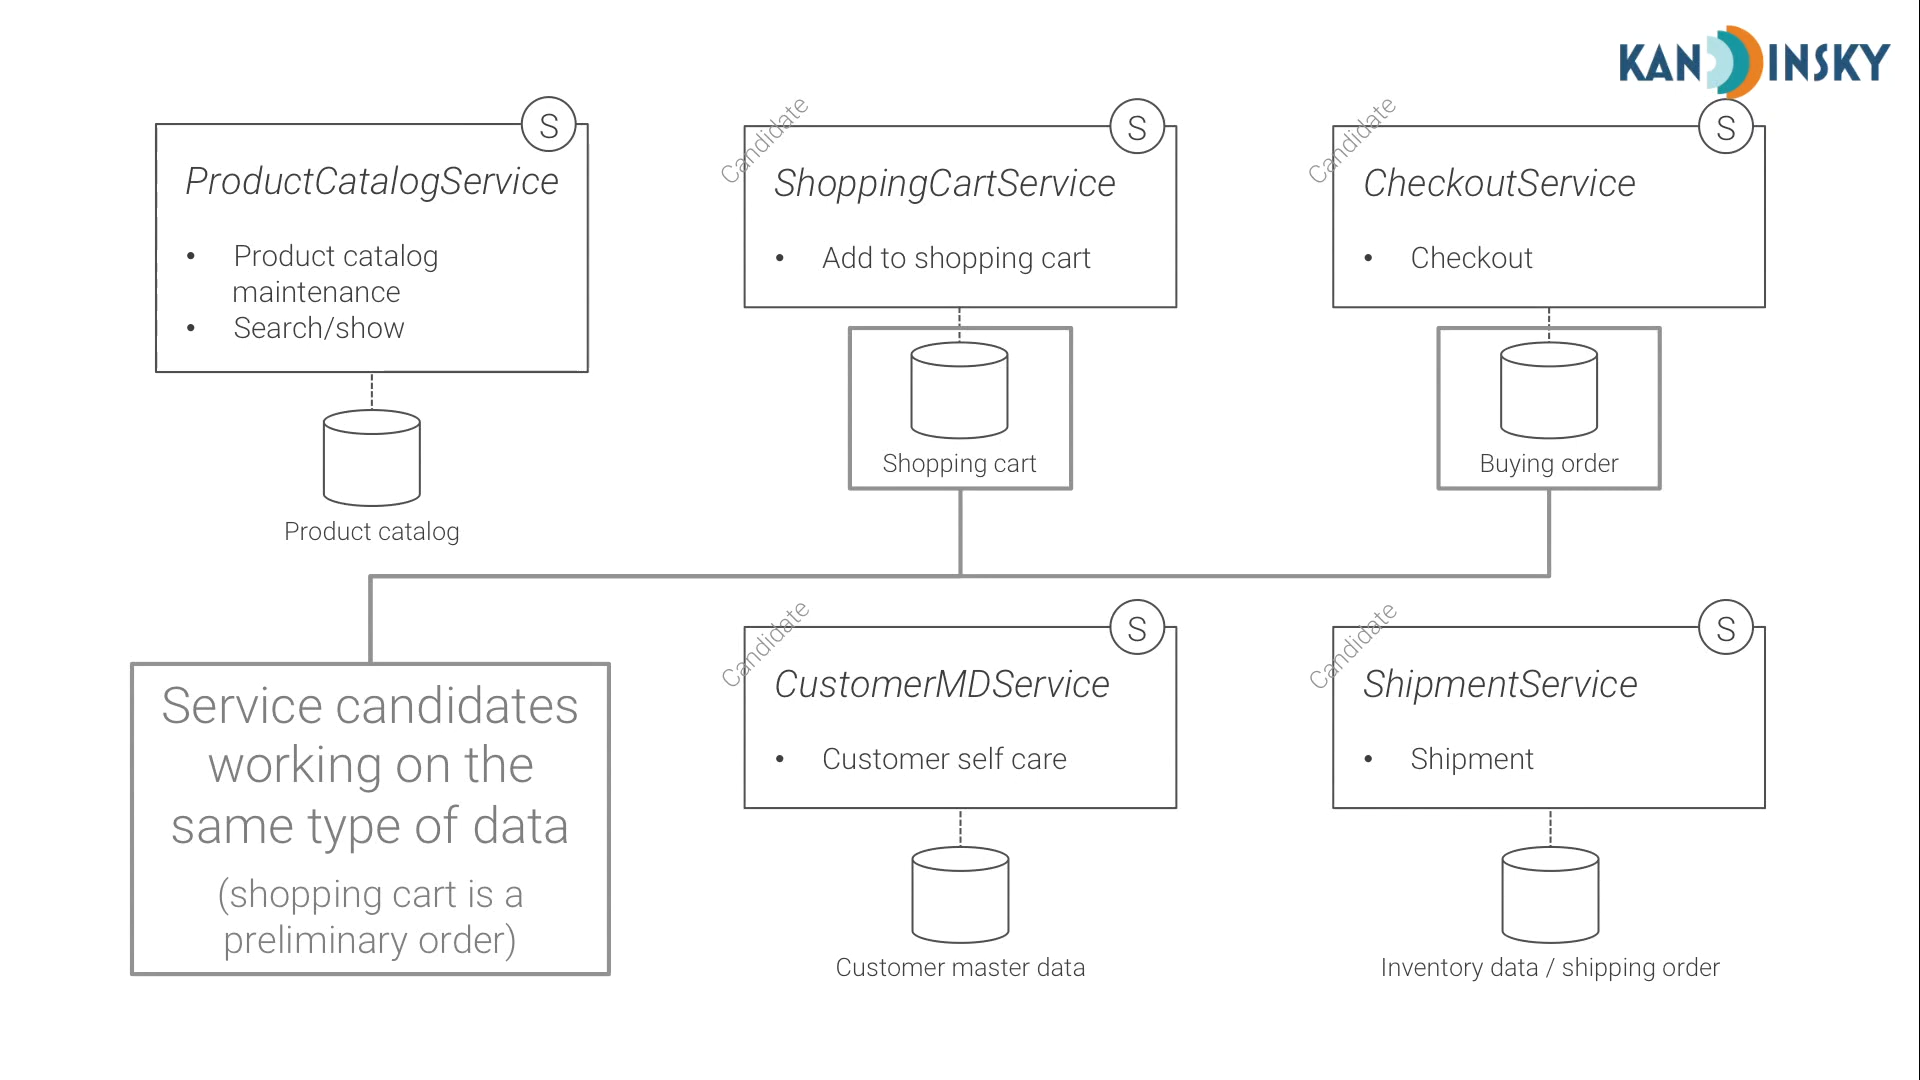 KANDINSKY
S
ProductCatalogService
• Product catalog
maintenance
• Search/show
Product catalog
Candidate
S
ShoppingCartService
• Add to shopping cart
Shopping cart
Candidate
S
CheckoutService
• Checkout
Buying order
Service candidates
working on the
same type of data
(shopping cart is a
preliminary order)
Candidate
S
CustomerMDService
• Customer self care
Customer master data
Candidate
S
ShipmentService
• Shipment
Inventory data / shipping order